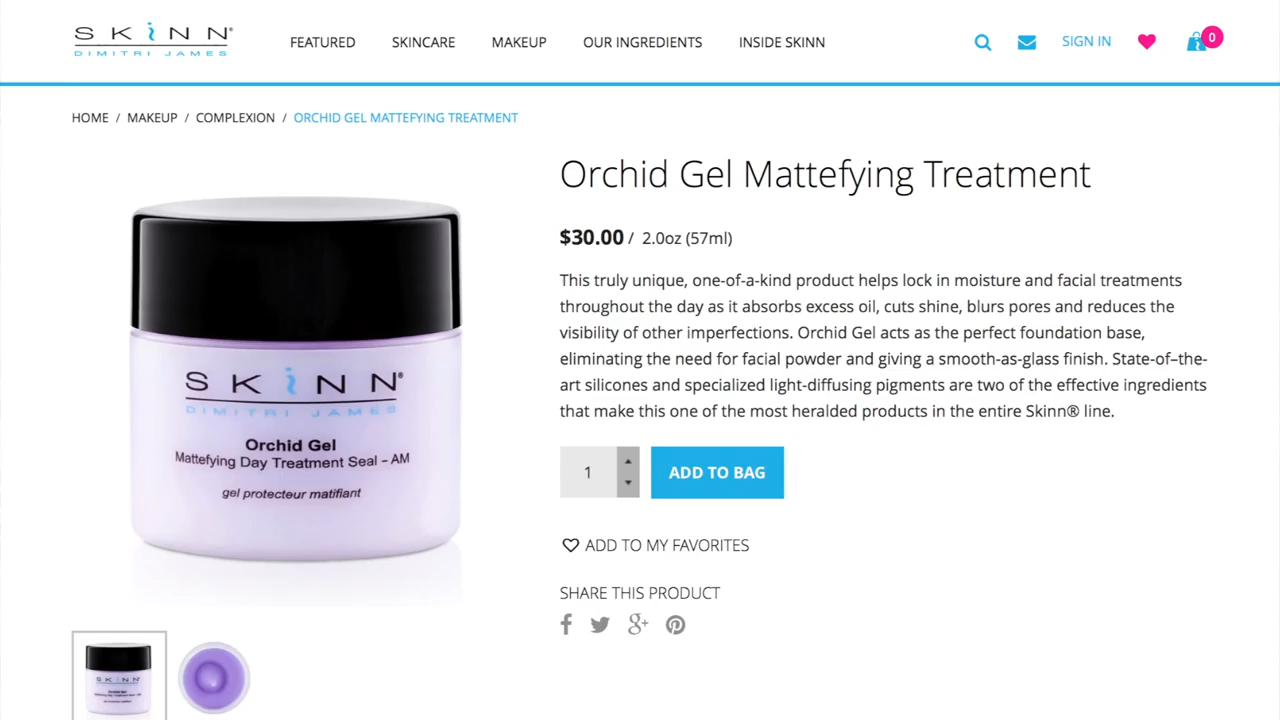 SKiNN®
DIMITRI JAMES
FEATURED SKINCARE MAKEUP OUR INGREDIENTS INSIDE SKINN
SIGN IN
0
HOME / MAKEUP / COMPLEXION / ORCHID GEL MATTEFYING TREATMENT
Orchid Gel Mattefying Treatment
$30.00 / 2.0oz (57ml)
This truly unique, one-of-a-kind product helps lock in moisture and facial treatments
throughout the day as it absorbs excess oil, cuts shine, blurs pores and reduces the
visibility of other imperfections. Orchid Gel acts as the perfect foundation base,
eliminating the need for facial powder and giving a smooth-as-glass finish. State-of–the-
art silicones and specialized light-diffusing pigments are two of the effective ingredients
that make this one of the most heralded products in the entire Skinn® line.
1
ADD TO BAG
ADD TO MY FAVORITES
SHARE THIS PRODUCT
SKiNN®
DIMITRI JAMES
Orchid Gel
Mattefying Day Treatment Seal – AM
gel protecteur matifiant
SKiNN